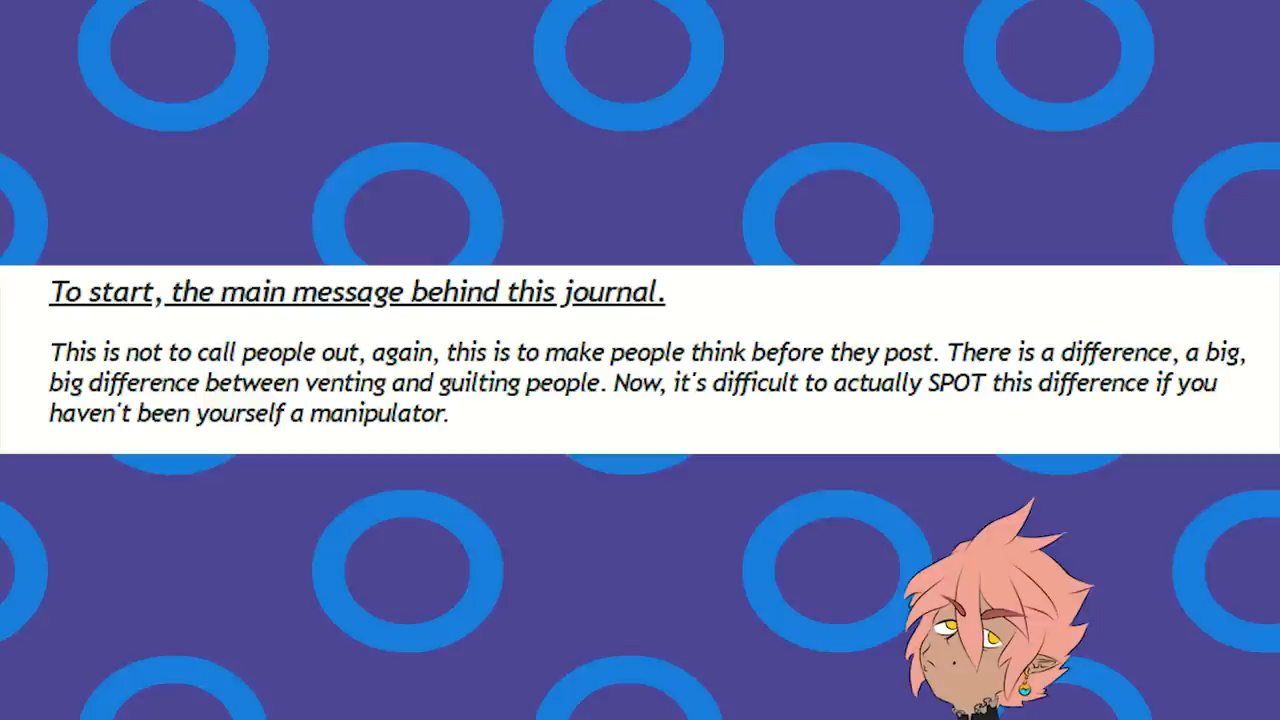 To start, the main message behind this journal.
This is not to call people out, again, this is to make people think before they post. There is a difference, a big,
big difference between venting and guilting people. Now, it's difficult to actually SPOT this difference if you
haven't been yourself a manipulator.